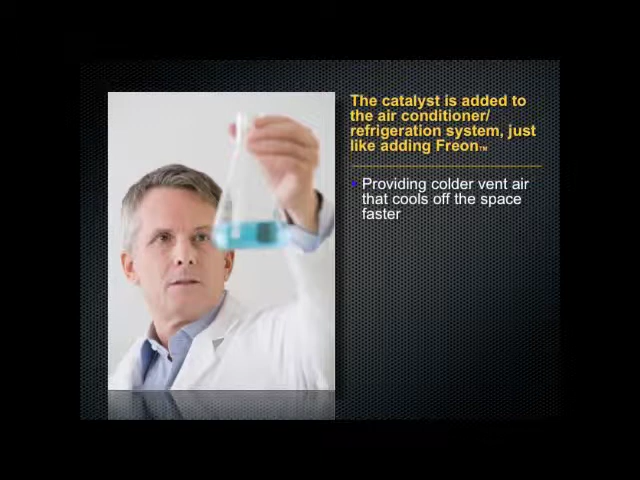 The catalyst is added to
the air conditioner/
refrigeration system, just
like adding Freon™
• Providing colder vent air
that cools off the space
faster